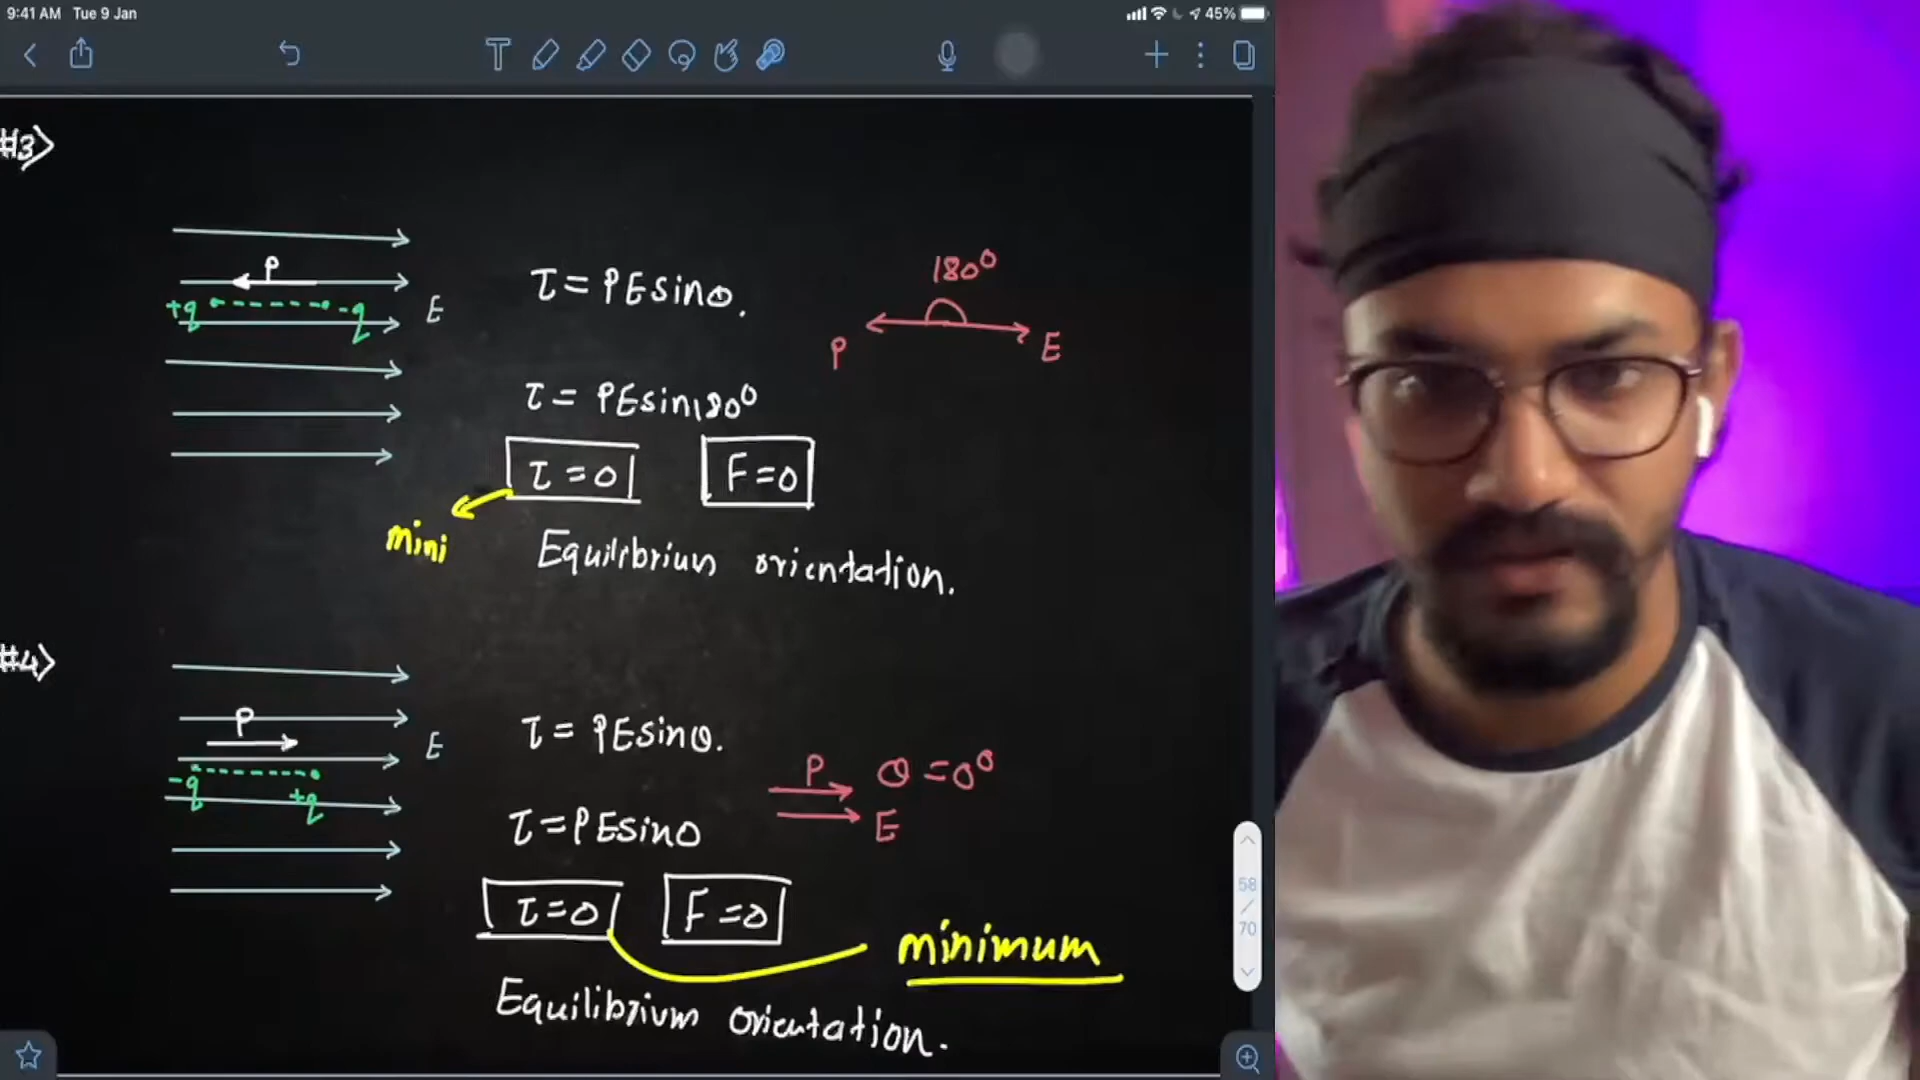 9:41 AM Tue 9 Jan
45%
#3>
P
+q -q
E
τ = PEsinθ.
180°
P E
τ = PEsin180°
τ = 0 F = 0
mini
Equilibrium orientation.
#4>
P
E
-q +q
τ = PEsinθ.
P θ = 0°
E
τ = PEsin0
τ = 0 F = 0
minimum
Equilibrium orientation.
58
/
70